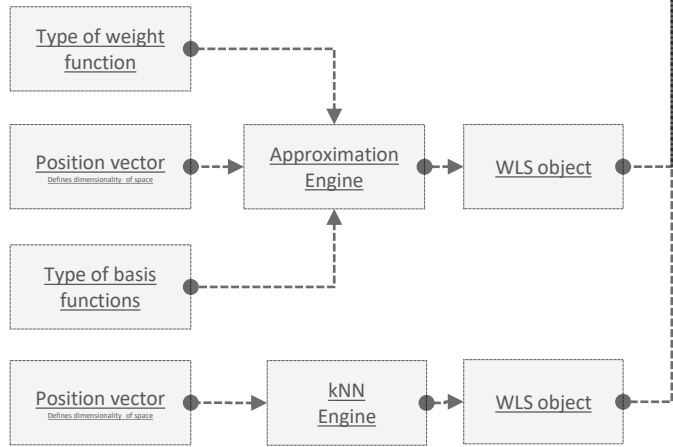 Type of weight
function
Position vector
Defines dimensionality of space
Approximation
Engine
WLS object
Type of basis
functions
Position vector
Defines dimensionality of space
kNN
Engine
WLS object